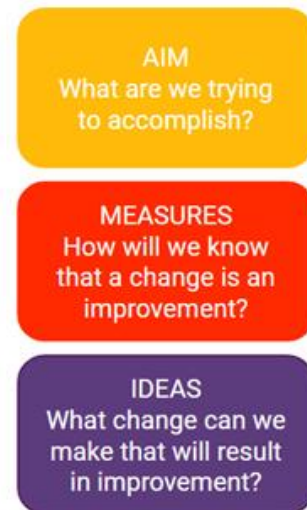 AIM
What are we trying
to accomplish?
MEASURES
How will we know
that a change is an
improvement?
IDEAS
What change can we
make that will result
in improvement?